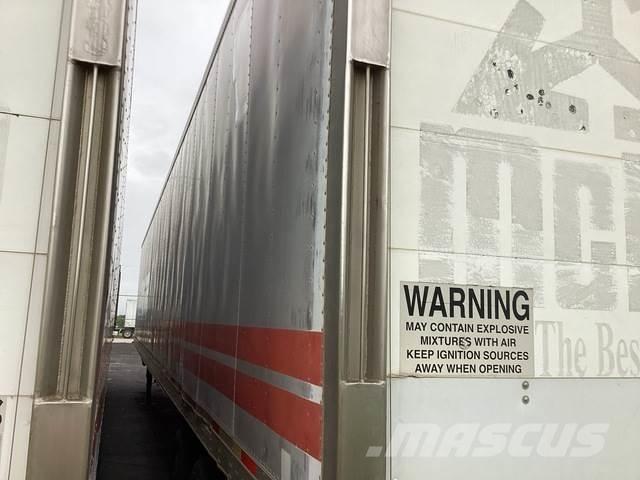 WARNING
MAY CONTAIN EXPLOSIVE
MIXTURES WITH AIR
KEEP IGNITION SOURCES
AWAY WHEN OPENING
The Bes
.MASCUS